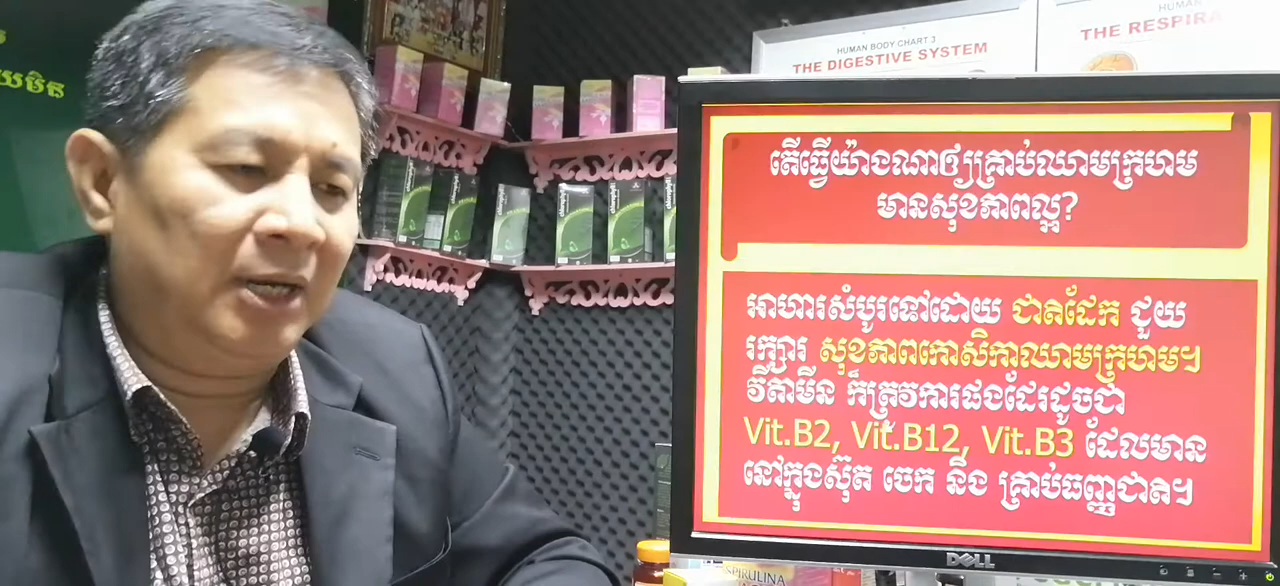 យមិន
HUMAN BODY CHART 3
THE DIGESTIVE SYSTEM
HUMAN
THE RESPIRA
តើធ្វើយ៉ាងណាឲ្យគ្រាប់ឈាមក្រហម
មានសុខភាពល្អ?
អាហារសំបូរទៅដោយ ជាតិដែក ជួយ
រក្សារ សុខភាពកោសិកាឈាមក្រហម។
វីតាមីន ក៏ត្រូវការផងដែរដូចជា
Vit.B2, Vit.B12, Vit.B3 ដែលមាន
នៅក្នុងស៊ុត ចេក និង គ្រាប់ធញ្ញជាតិ។
DELL
SPIRULINA